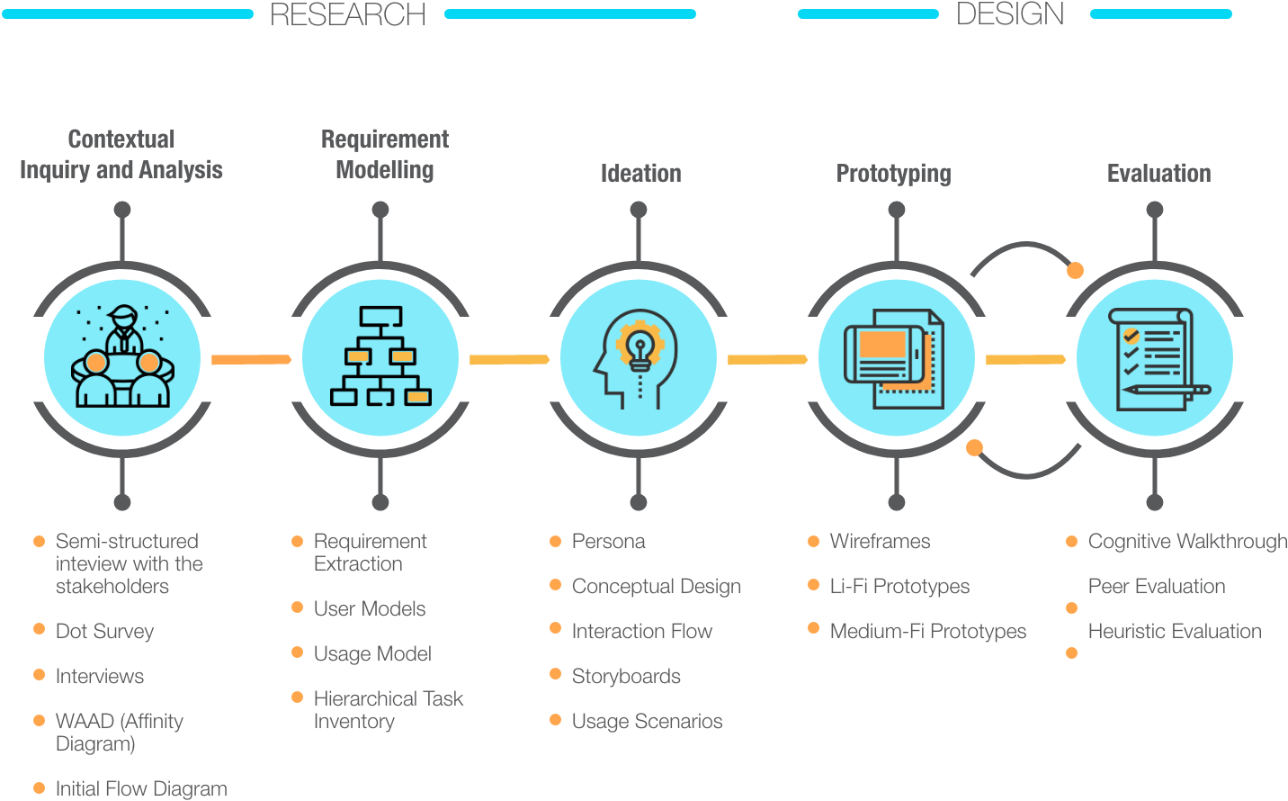 RESEARCH
DESIGN
Contextual
Inquiry and Analysis
Requirement
Modelling
Ideation
Prototyping
Evaluation
Semi-structured
inteview with the
stakeholders
Dot Survey
Interviews
WAAD (Affinity
Diagram)
Initial Flow Diagram
Requirement
Extraction
User Models
Usage Model
Hierarchical Task
Inventory
Persona
Conceptual Design
Interaction Flow
Storyboards
Usage Scenarios
Wireframes
Li-Fi Prototypes
Medium-Fi Prototypes
Cognitive Walkthrough
Peer Evaluation
Heuristic Evaluation